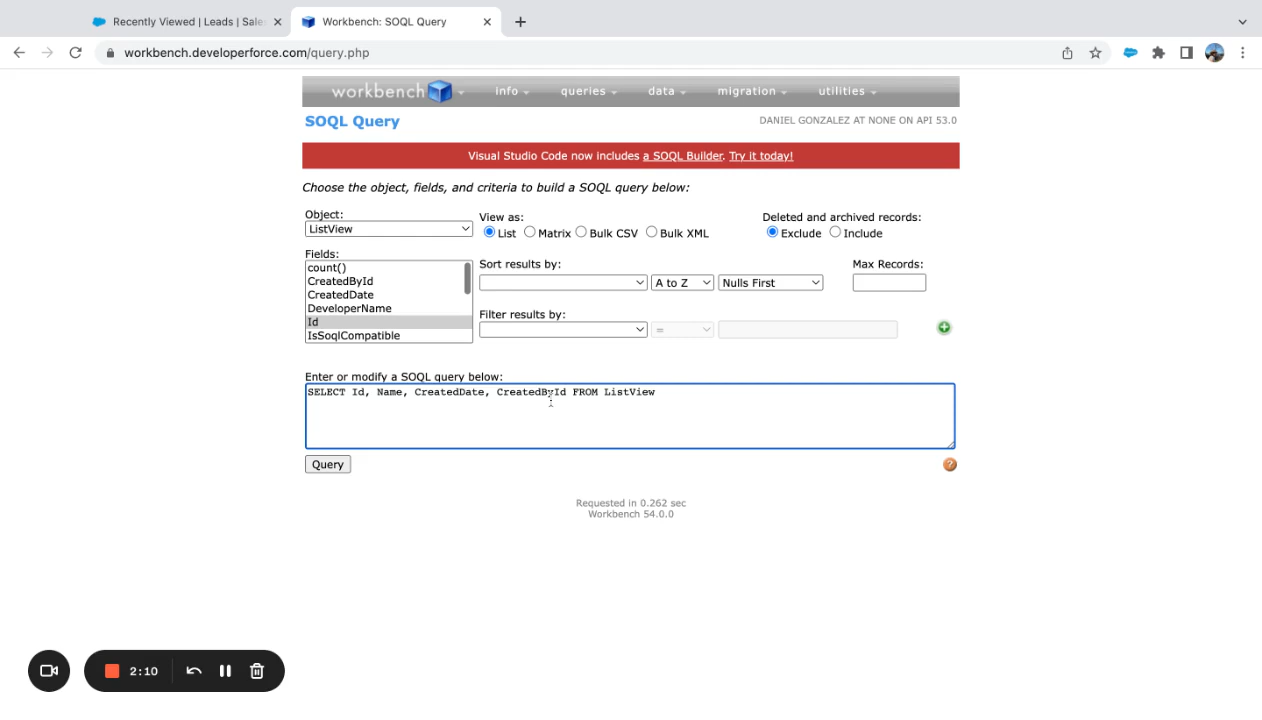 Recently Viewed | Leads | Sale
Workbench: SOQL Query
workbench.developerforce.com/query.php
workbench info queries data migration utilities
SOQL Query
DANIEL GONZALEZ AT NONE ON API 53.0
Visual Studio Code now includes a SOQL Builder. Try it today!
Choose the object, fields, and criteria to build a SOQL query below:
Object:
ListView
View as:
List Matrix Bulk CSV Bulk XML
Deleted and archived records:
Exclude Include
Fields:
count()
CreatedById
CreatedDate
DeveloperName
Id
IsSoqlCompatible
Sort results by:
A to Z
Nulls First
Max Records:
Filter results by:
=
Enter or modify a SOQL query below:
SELECT Id, Name, CreatedDate, CreatedById FROM ListView
Query
?
Requested in 0.262 sec
Workbench 54.0.0
2:10